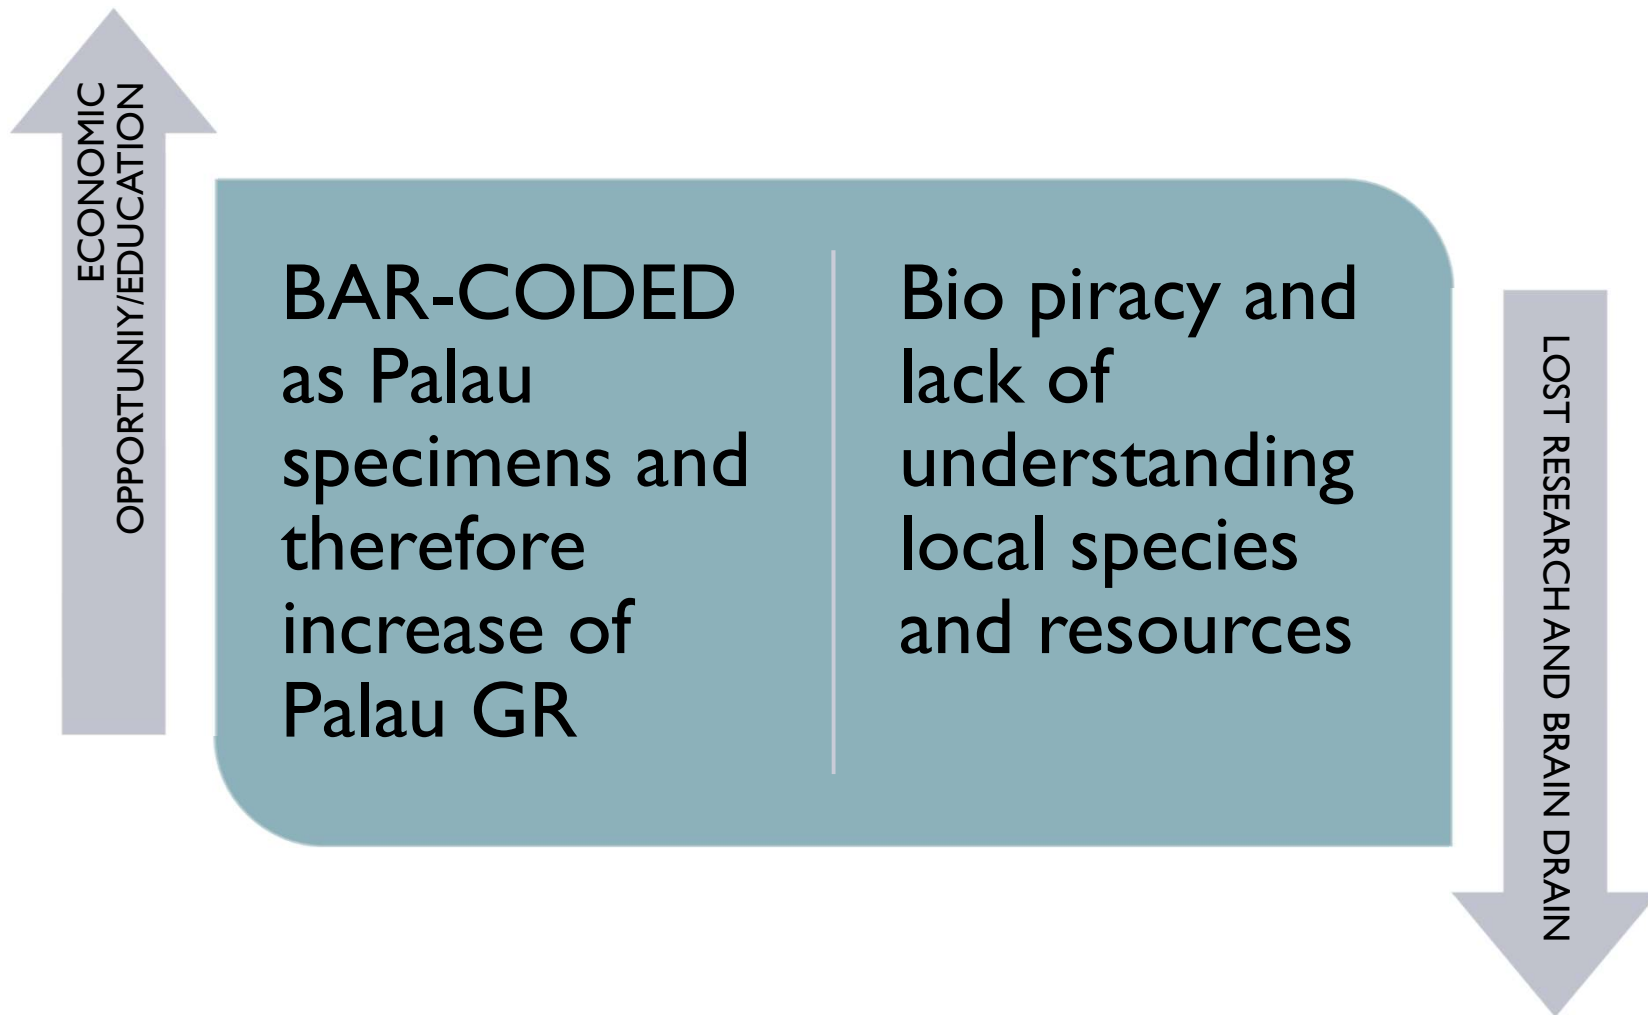 ECONOMIC
OPPORTUNIY/EDUCATION
BAR-CODED
as Palau
specimens and
therefore
increase of
Palau GR
Bio piracy and
lack of
understanding
local species
and resources
LOST RESEARCH AND BRAIN DRAIN